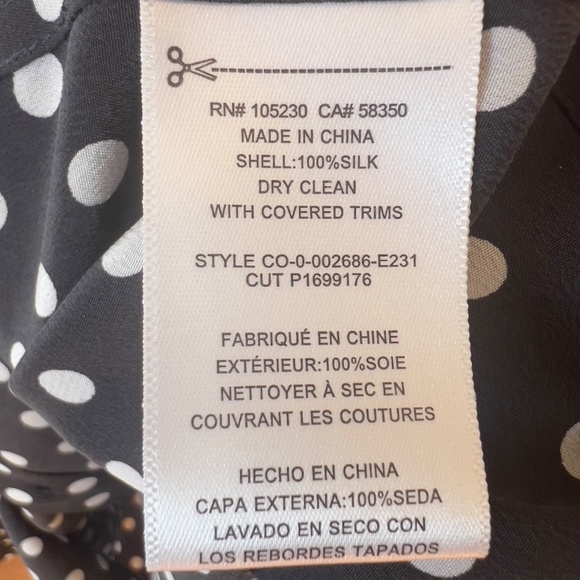 RN# 105230 CA# 58350
MADE IN CHINA
SHELL:100%SILK
DRY CLEAN
WITH COVERED TRIMS
STYLE CO-0-002686-E231
CUT P1699176
FABRIQUÉ EN CHINE
EXTÉRIEUR:100%SOIE
NETTOYER À SEC EN
COUVRANT LES COUTURES
HECHO EN CHINA
CAPA EXTERNA:100%SEDA
LAVADO EN SECO CON
LOS REBORDES TAPADOS